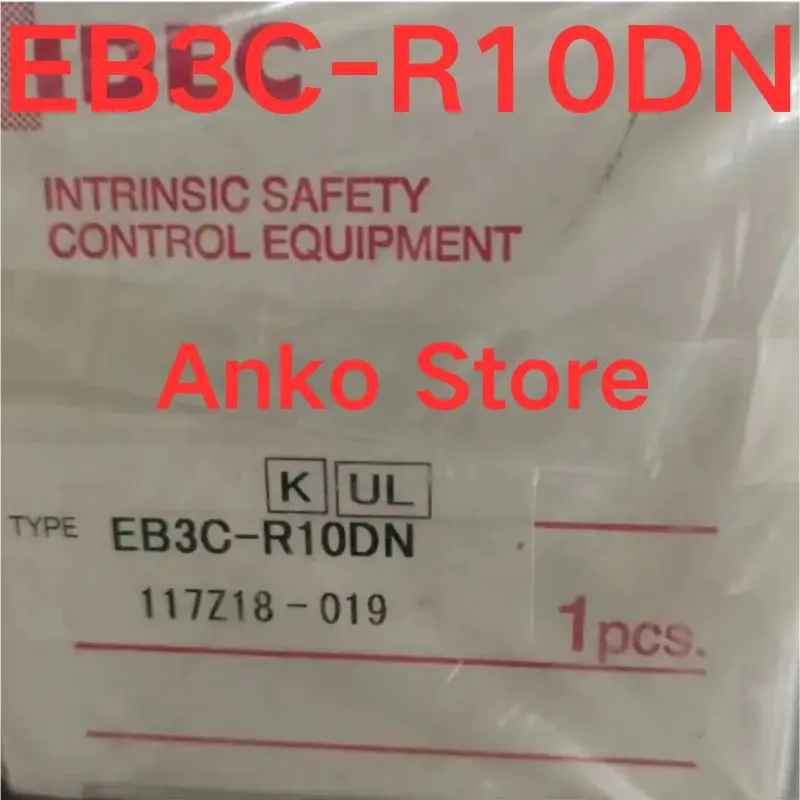 EB3C-R10DN
INTRINSIC SAFETY
CONTROL EQUIPMENT
Anko Store
K UL
TYPE EB3C-R10DN
117Z18-019
1pcs.